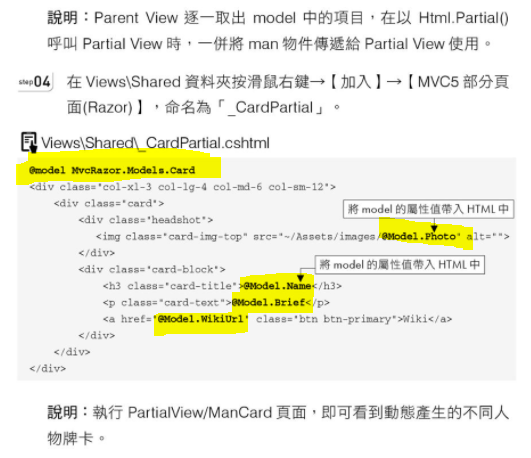 說明：Parent View 逐一取出 model 中的項目，在以 Html.Partial()
呼叫 Partial View 時，一併將 man 物件傳遞給 Partial View 使用。
step04 在 Views\Shared 資料夾按滑鼠右鍵→【加入】→【MVC5 部分頁
面(Razor)】，命名為「_CardPartial」。
Views\Shared\_CardPartial.cshtml
@model MvcRazor.Models.Card
<div class="col-xl-3 col-lg-4 col-md-6 col-sm-12">
<div class="card">
將 model 的屬性值帶入 HTML 中
<div class="headshot">
<img class="card-img-top" src="~/Assets/images/@Model.Photo" alt="">
</div>
將 model 的屬性值帶入 HTML 中
<div class="card-block">
<h3 class="card-title">@Model.Name</h3>
<p class="card-text">@Model.Brief</p>
<a href="@Model.WikiUrl" class="btn btn-primary">Wiki</a>
</div>
</div>
</div>
說明：執行 PartialView/ManCard 頁面，即可看到動態產生的不同人
物牌卡。